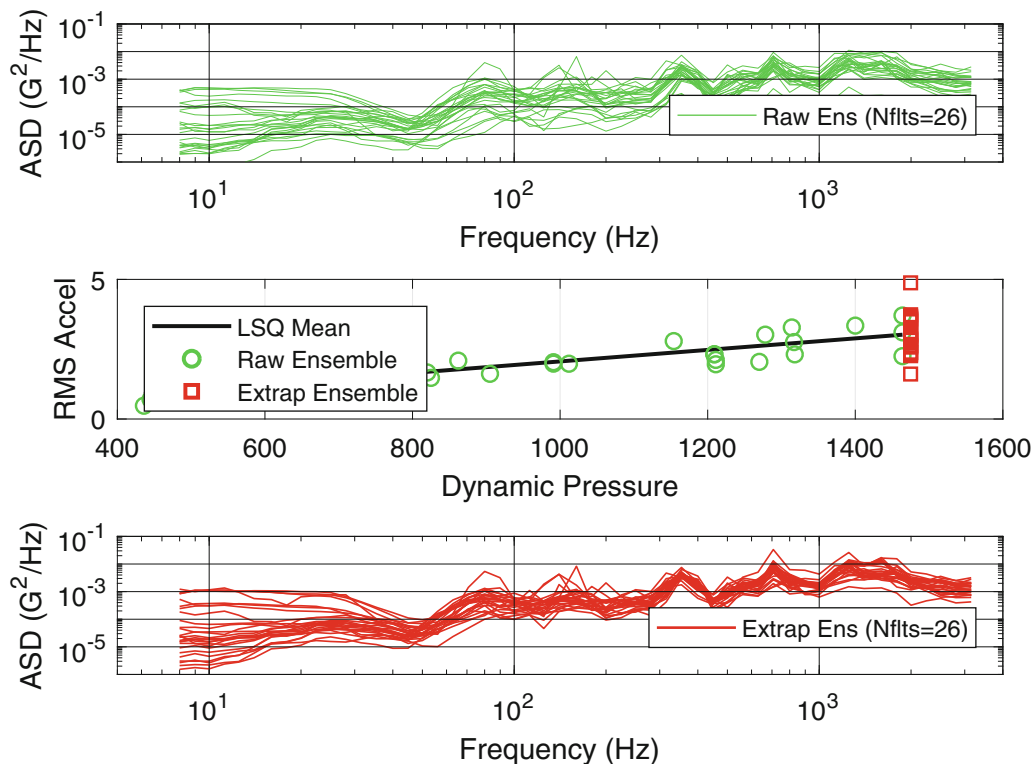 10^-1
10^-3
10^-5
ASD (G^2/Hz)
Raw Ens (Nflts=26)
10^1 10^2 10^3
Frequency (Hz)
5
0
RMS Accel
LSQ Mean
Raw Ensemble
Extrap Ensemble
400 600 800 1000 1200 1400 1600
Dynamic Pressure
10^-1
10^-3
10^-5
ASD (G^2/Hz)
Extrap Ens (Nflts=26)
10^1 10^2 10^3
Frequency (Hz)